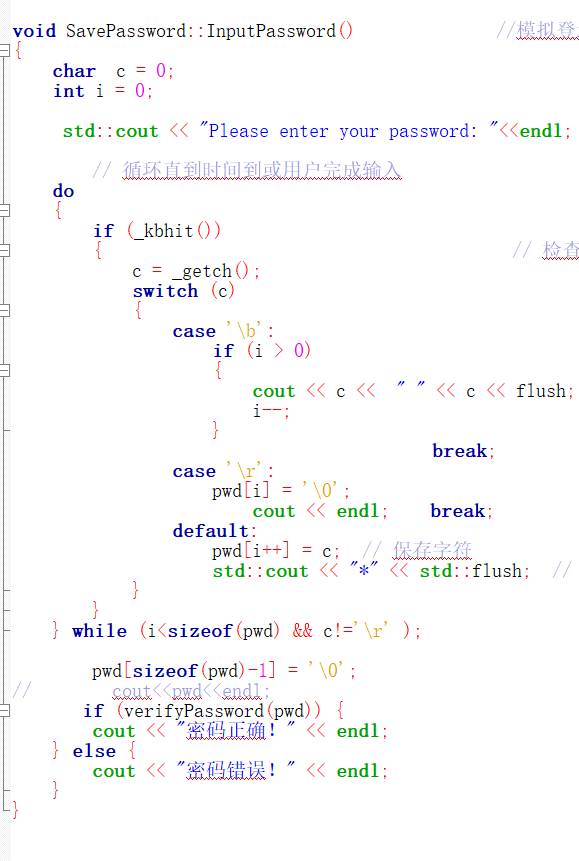 void SavePassword::InputPassword() //模拟登
{
char c = 0;
int i = 0;
std::cout << "Please enter your password: "<<endl;
// 循环直到时间到或用户完成输入
do
{
if (_kbhit())
{ // 检查
c = _getch();
switch (c)
{
case '\b':
if (i > 0)
{
cout << c << " " << c << flush;
i--;
}
break;
case '\r':
pwd[i] = '\0';
cout << endl; break;
default:
pwd[i++] = c; // 保存字符
std::cout << "*" << std::flush; //
}
}
} while (i<sizeof(pwd) && c!='\r' );
pwd[sizeof(pwd)-1] = '\0';
// cout<<pwd<<endl;
if (verifyPassword(pwd)) {
cout << "密码正确! " << endl;
} else {
cout << "密码错误! " << endl;
}
}